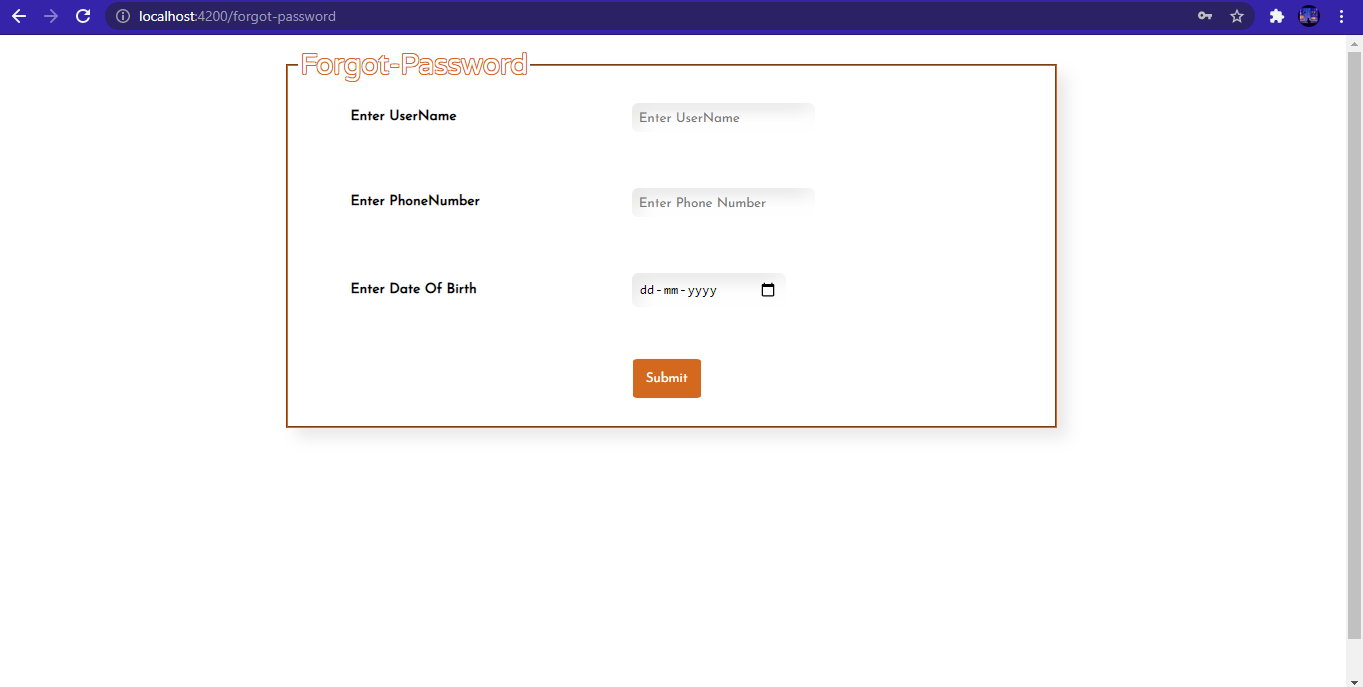 localhost:4200/forgot-password
Forgot-Password
Enter UserName
Enter UserName
Enter PhoneNumber
Enter Phone Number
Enter Date Of Birth
dd-mm-yyyy
Submit